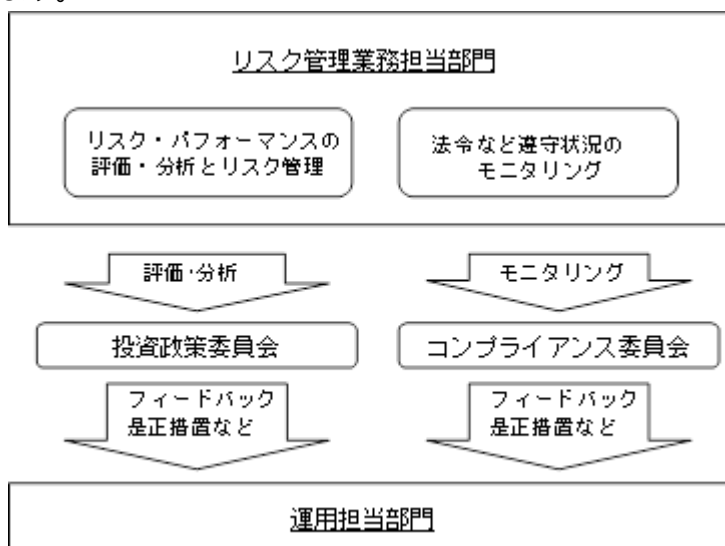 リスク管理業務担当部門
リスク・パフォーマンスの
評価・分析とリスク管理
法令など遵守状況の
モニタリング
評価・分析
モニタリング
投資政策委員会
コンプライアンス委員会
フィードバック
是正措置など
フィードバック
是正措置など
運用担当部門